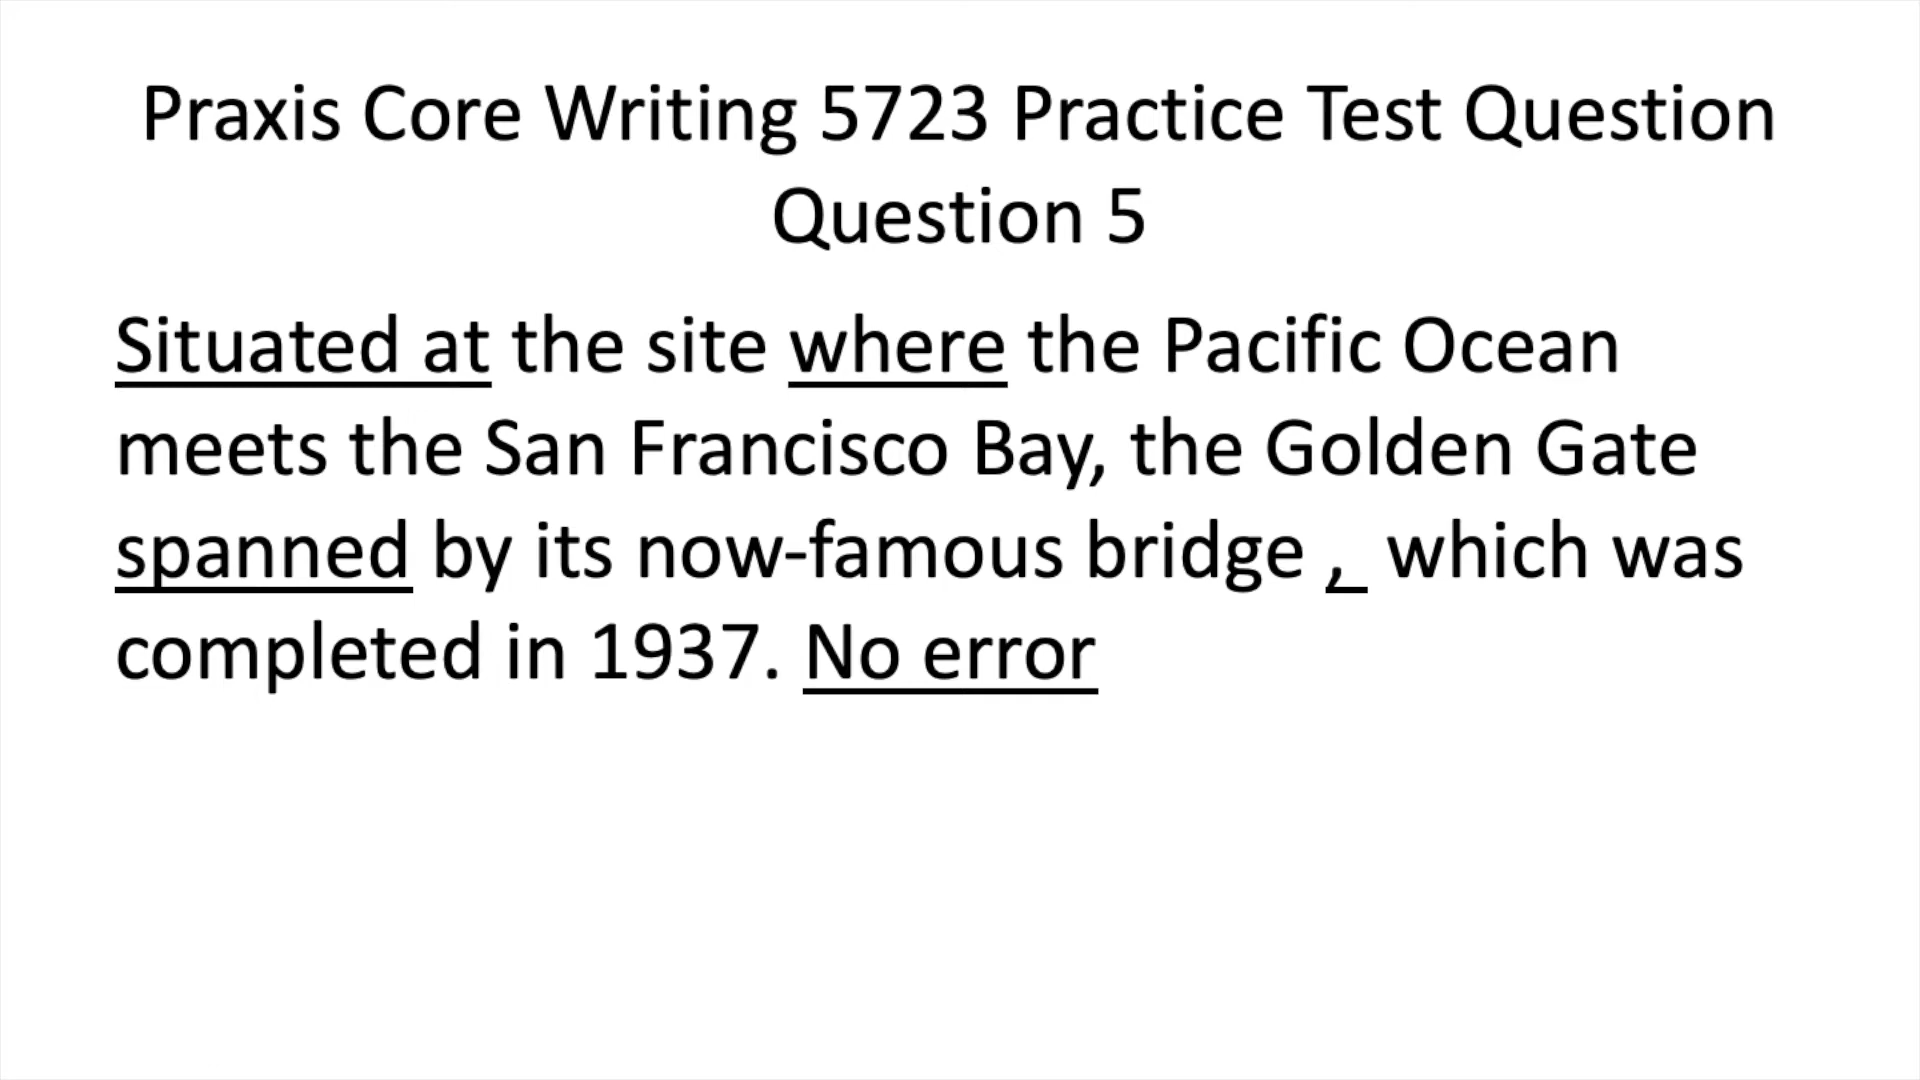 Praxis Core Writing 5723 Practice Test Question
Question 5
Situated at the site where the Pacific Ocean
meets the San Francisco Bay, the Golden Gate
spanned by its now-famous bridge , which was
completed in 1937. No error